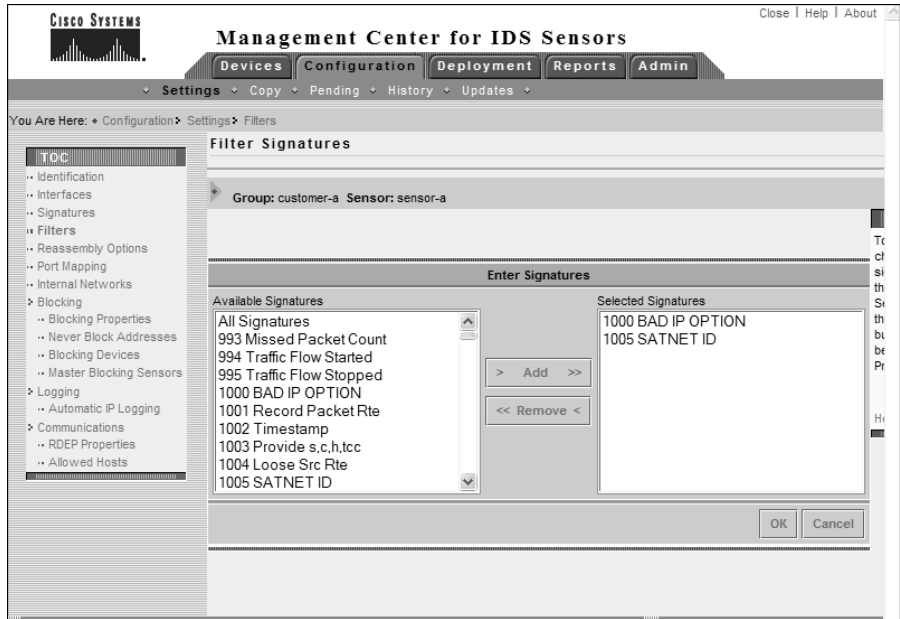 Close | Help | About
CISCO SYSTEMS
Management Center for IDS Sensors
Devices Configuration Deployment Reports Admin
Settings Copy Pending History Updates
You Are Here: Configuration Settings Filters
TOC
Identification
Interfaces
Signatures
Filters
Reassembly Options
Port Mapping
Internal Networks
Blocking
Blocking Properties
Never Block Addresses
Blocking Devices
Master Blocking Sensors
Logging
Automatic IP Logging
Communications
RDEP Properties
Allowed Hosts
Filter Signatures
Group: customer-a Sensor: sensor-a
Enter Signatures
Available Signatures
All Signatures
993 Missed Packet Count
994 Traffic Flow Started
995 Traffic Flow Stopped
1000 BAD IP OPTION
1001 Record Packet Rte
1002 Timestamp
1003 Provide s,c,h,tcc
1004 Loose Src Rte
1005 SATNET ID
> Add >>
<< Remove <
Selected Signatures
1000 BAD IP OPTION
1005 SATNET ID
OK Cancel